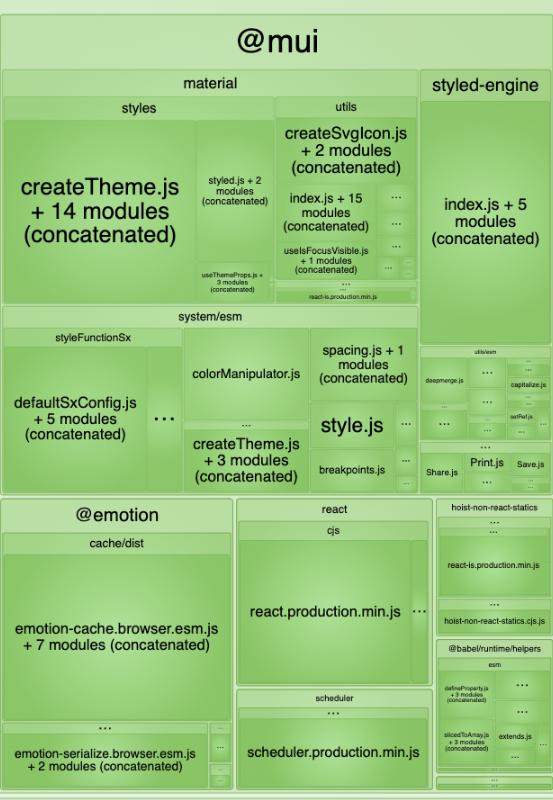 @mui
material
styles
createTheme.js
+ 14 modules
(concatenated)
styled.js + 2
modules
(concatenated)
useThemeProps.js +
3 modules
(concatenated)
utils
createSvgIcon.js
+ 2 modules
(concatenated)
index.js + 15
modules
(concatenated)
...
...
useIsFocusVisible.js
+ 1 modules
(concatenated)
...
...
...
react-is.production.min.js
styled-engine
index.js + 5
modules
(concatenated)
system/esm
styleFunctionSx
defaultSxConfig.js
+ 5 modules
(concatenated)
...
colorManipulator.js
...
createTheme.js
+ 3 modules
(concatenated)
spacing.js + 1
modules
(concatenated)
style.js
...
breakpoints.js
...
...
utils/esm
deepmerge.js
...
...
...
capitalize.js
...
...
setRef.js
...
...
Share.js
Print.js
...
Save.js
@emotion
cache/dist
emotion-cache.browser.esm.js
+ 7 modules (concatenated)
...
emotion-serialize.browser.esm.js
+ 2 modules (concatenated)
...
...
...
react
cjs
react.production.min.js
...
scheduler
...
scheduler.production.min.js
hoist-non-react-statics
...
...
react-is.production.min.js
...
hoist-non-react-statics.cjs.js
@babel/runtime/helpers
esm
defineProperty.js
+ 3 modules
(concatenated)
...
...
slicedToArray.js
+ 3 modules
(concatenated)
extends.js
...
...
...